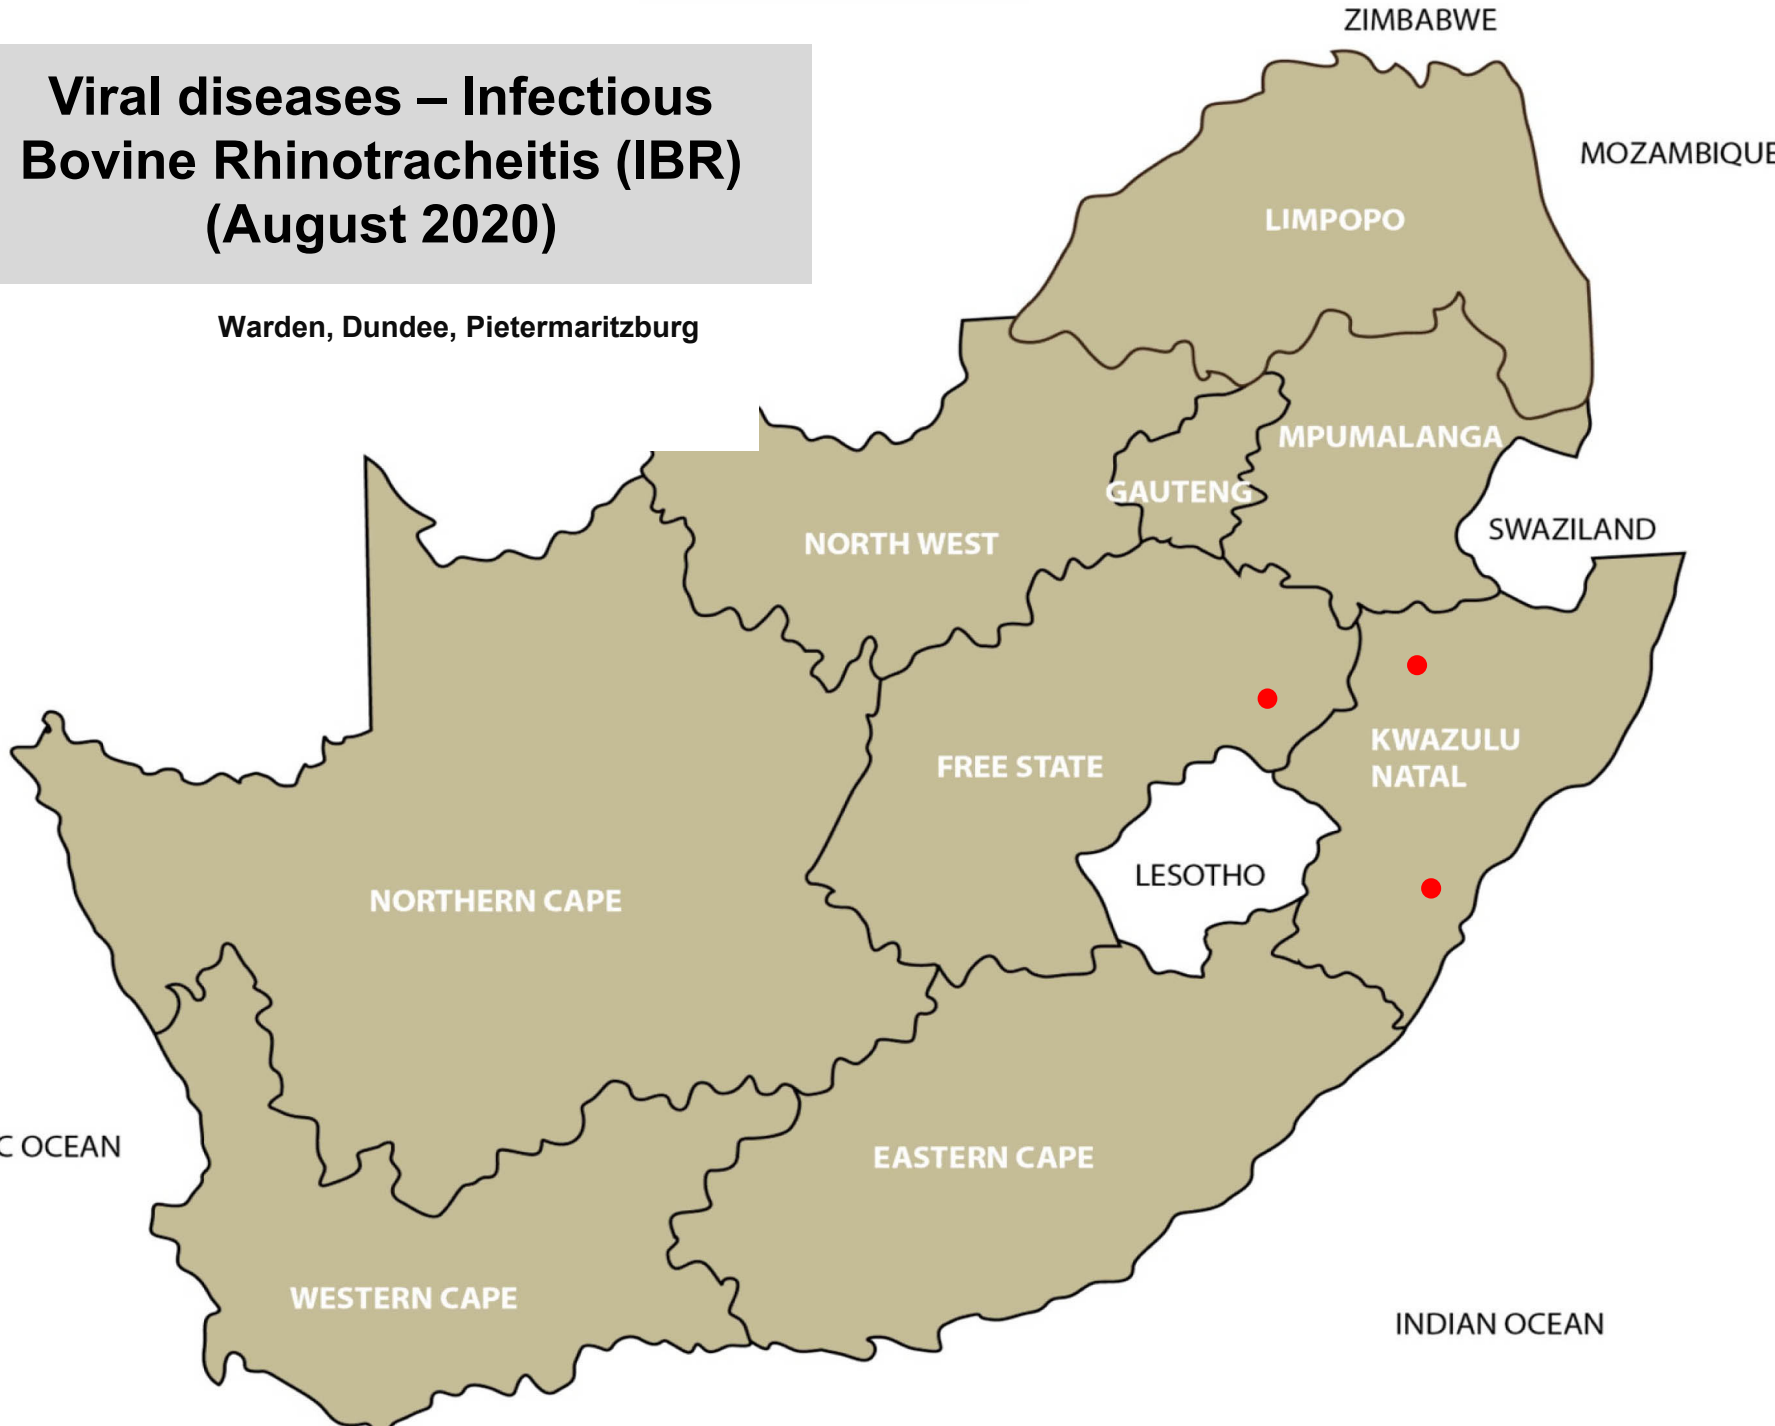 ZIMBABWE
Viral diseases – Infectious
Bovine Rhinotracheitis (IBR)
(August 2020)
MOZAMBIQUE
LIMPOPO
Warden, Dundee, Pietermaritzburg
MPUMALANGA
GAUTENG
SWAZILAND
NORTH WEST
KWAZULU
NATAL
FREE STATE
LESOTHO
NORTHERN CAPE
C OCEAN
EASTERN CAPE
WESTERN CAPE
INDIAN OCEAN